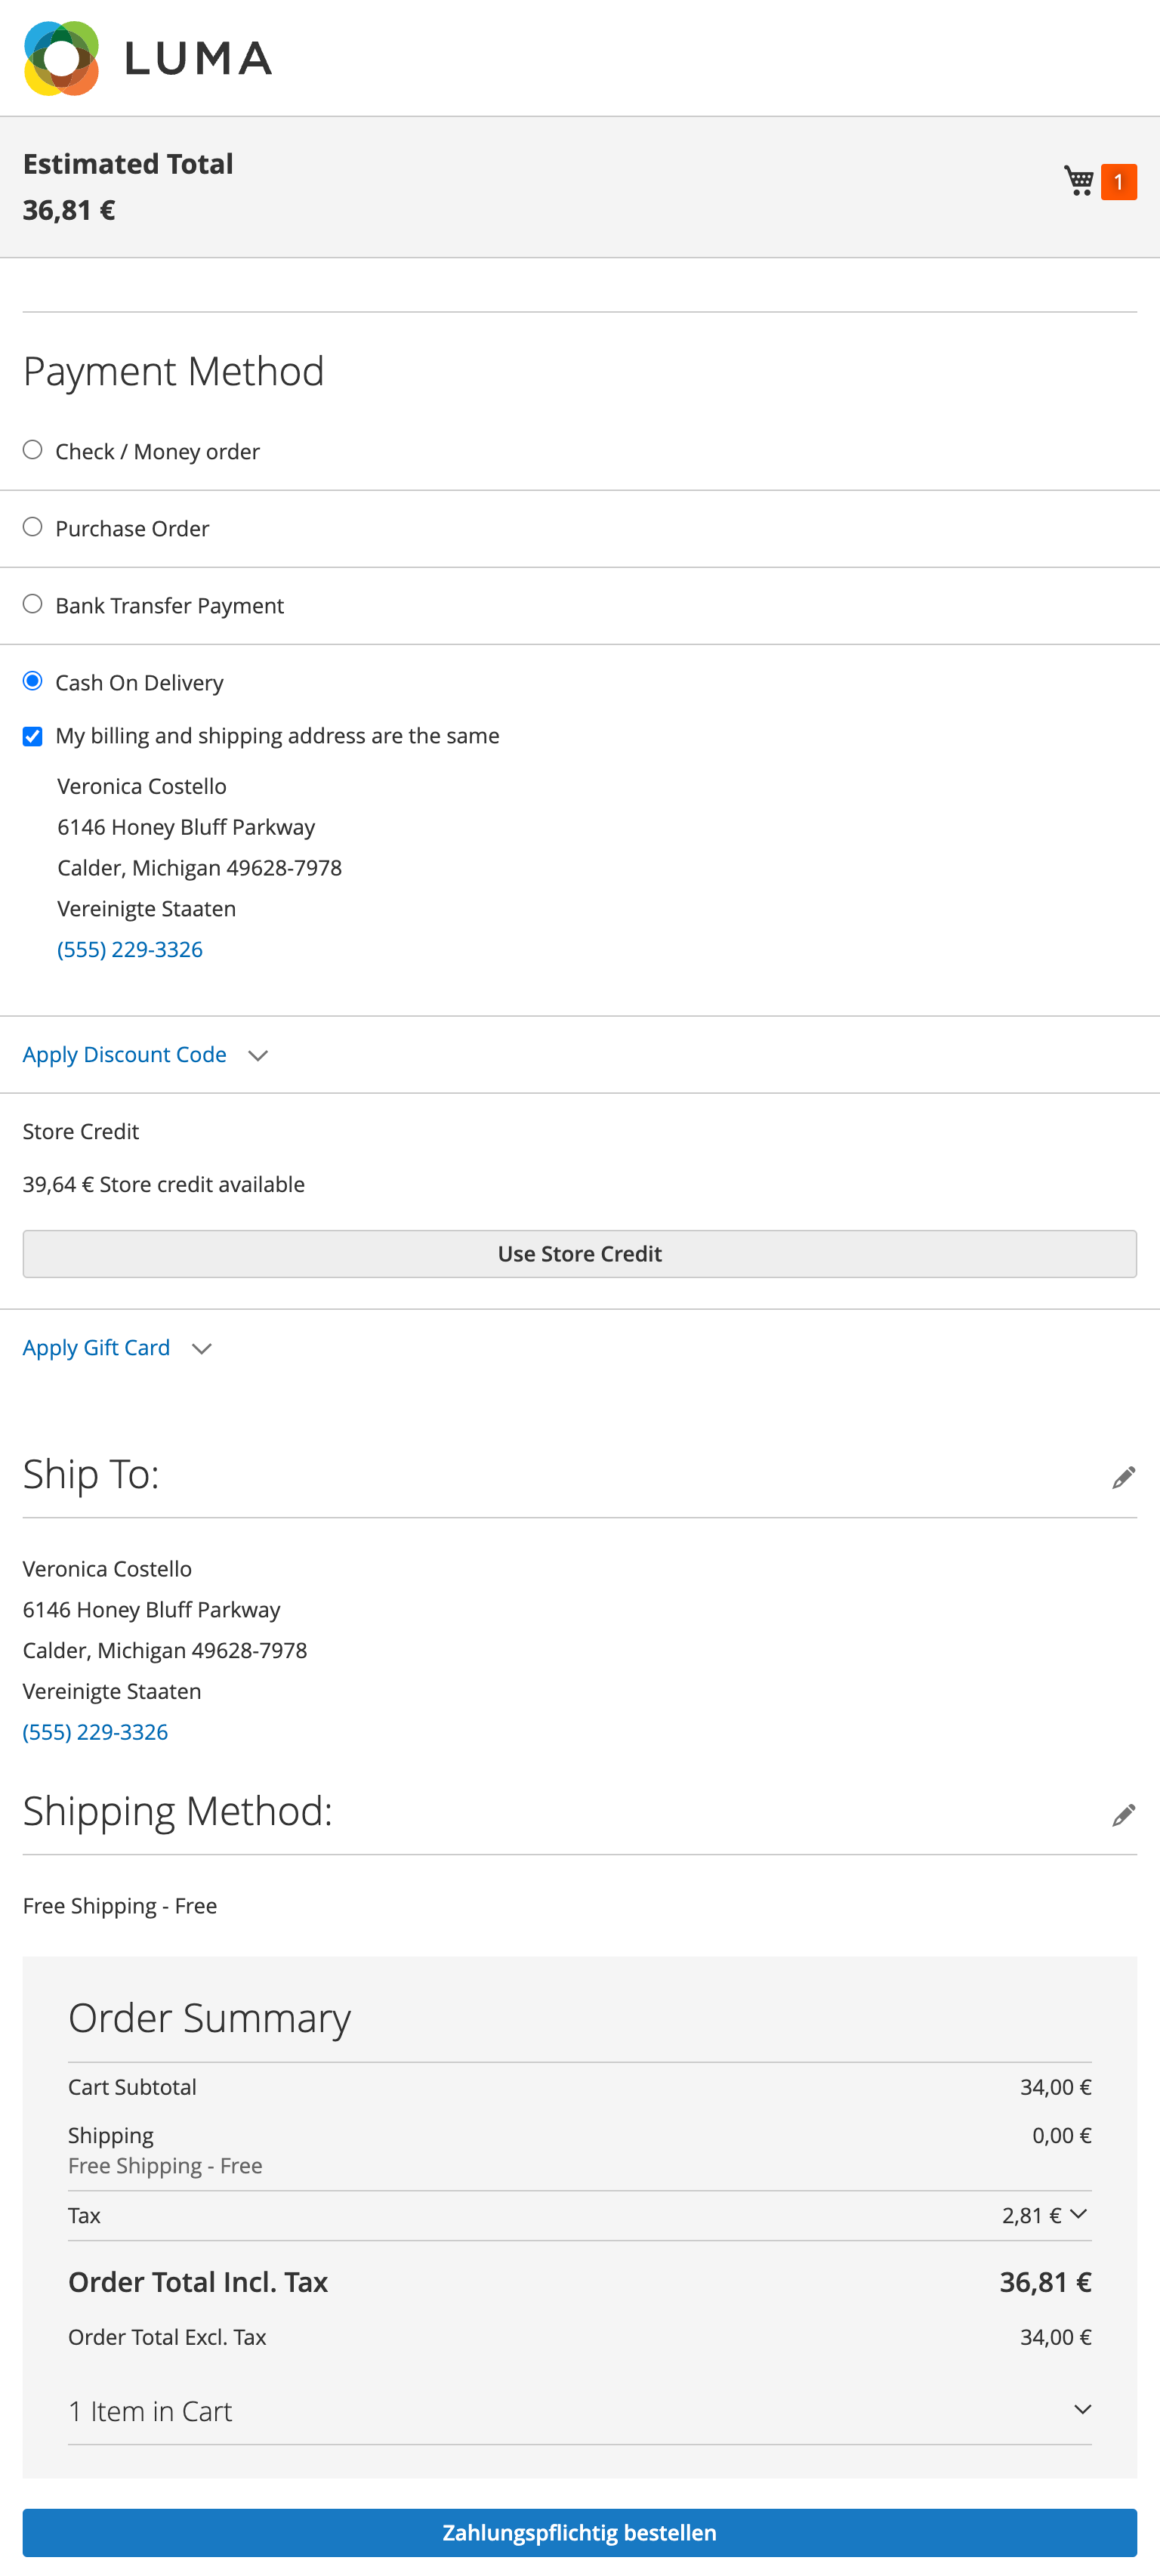 LUMA
Estimated Total
36,81 €
1
Payment Method
Check / Money order
Purchase Order
Bank Transfer Payment
Cash On Delivery
My billing and shipping address are the same
Veronica Costello
6146 Honey Bluff Parkway
Calder, Michigan 49628-7978
Vereinigte Staaten
(555) 229-3326
Apply Discount Code
Store Credit
39,64 € Store credit available
Use Store Credit
Apply Gift Card
Ship To:
Veronica Costello
6146 Honey Bluff Parkway
Calder, Michigan 49628-7978
Vereinigte Staaten
(555) 229-3326
Shipping Method:
Free Shipping - Free
Order Summary
Cart Subtotal 34,00 €
Shipping 0,00 €
Free Shipping - Free
Tax 2,81 €
Order Total Incl. Tax 36,81 €
Order Total Excl. Tax 34,00 €
1 Item in Cart
Zahlungspflichtig bestellen